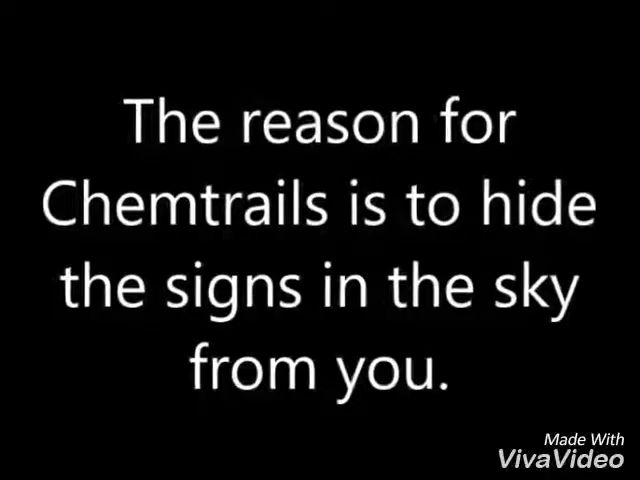 The reason for
Chemtrails is to hide
the signs in the sky
from you.
Made With
VivaVideo